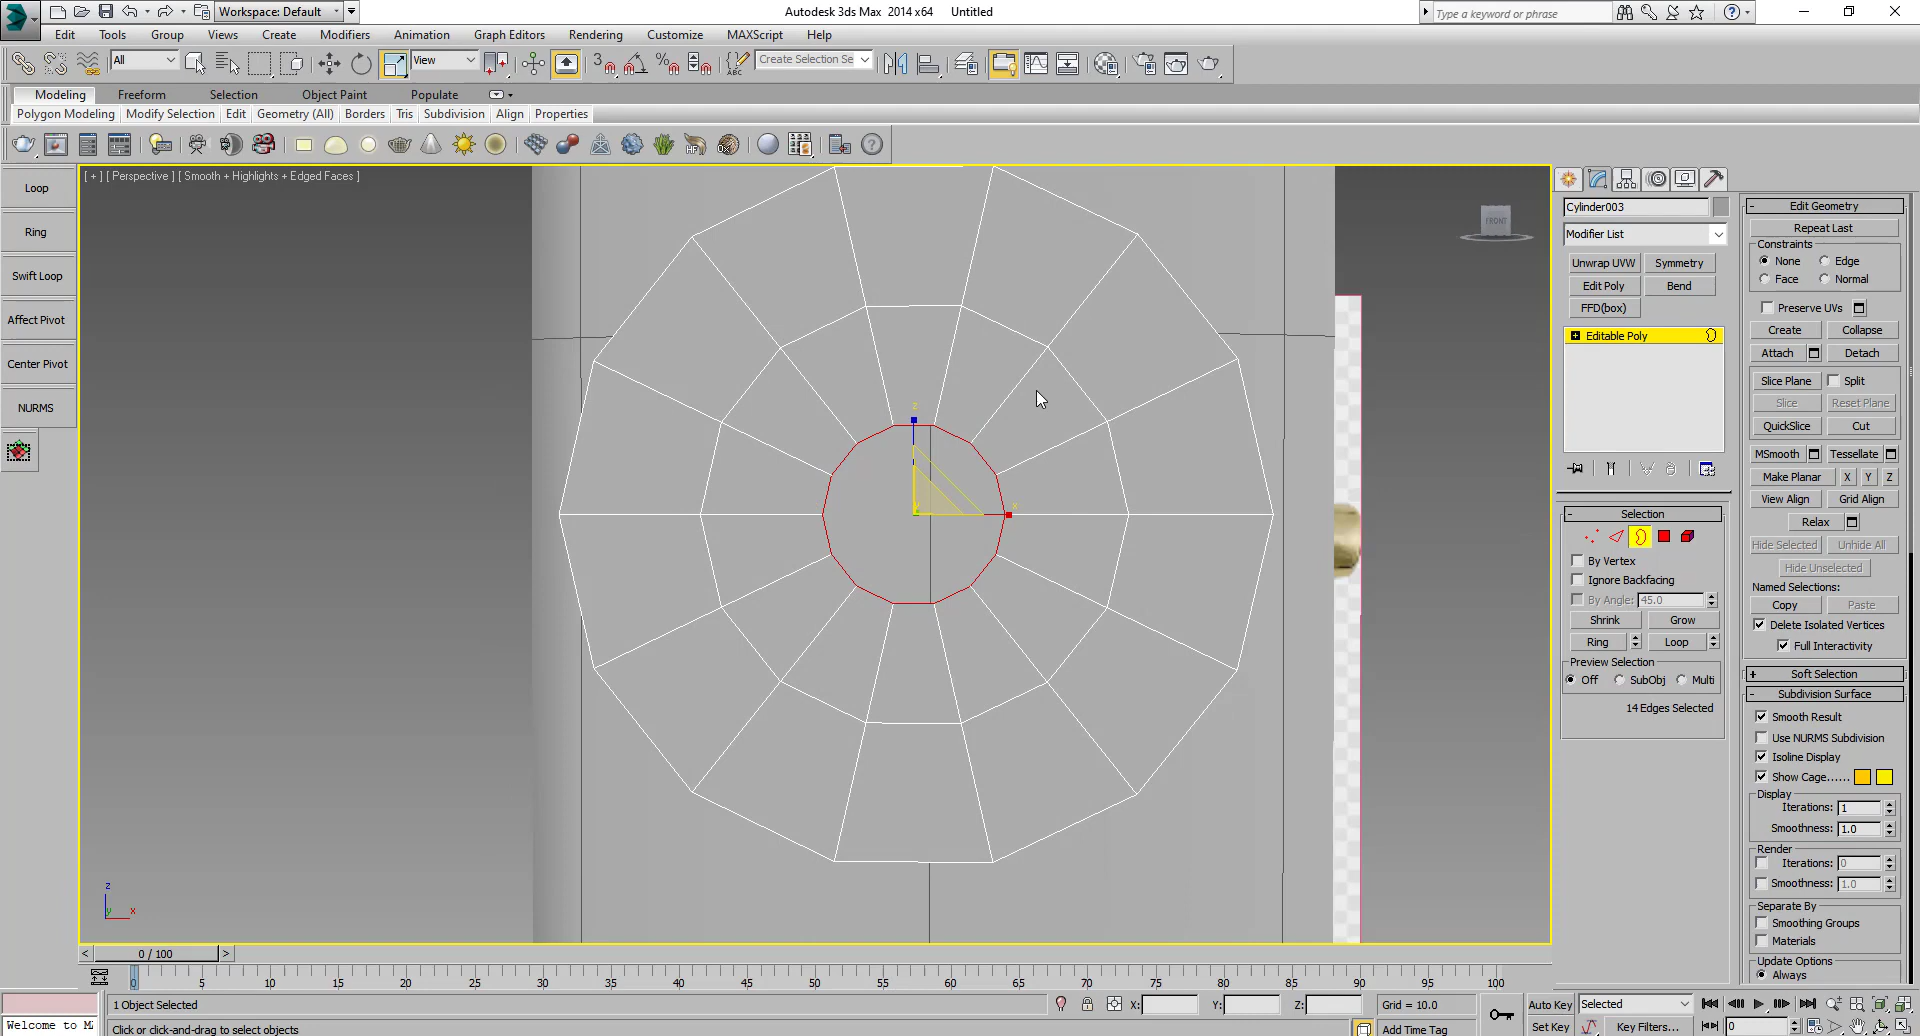 Workspace: Default
Autodesk 3ds Max 2014 x64 Untitled
Type a keyword or phrase
Edit Tools Group Views Create Modifiers Animation Graph Editors Rendering Customize MAXScript Help
All
View
3
Create Selection Se
Modeling Freeform Selection Object Paint Populate
Polygon Modeling Modify Selection Edit Geometry (All) Borders Tris Subdivision Align Properties
HF
[ + ] [ Perspective ] [ Smooth + Highlights + Edged Faces ]
Loop
Ring
Swift Loop
Affect Pivot
Center Pivot
NURMS
FRONT
z
x
z
y
x
Cylinder003
Modifier List
Unwrap UVW Symmetry
Edit Poly Bend
FFD(box)
Editable Poly
- Selection
By Vertex
Ignore Backfacing
By Angle: 45.0
Shrink Grow
Ring Loop
Preview Selection
Off SubObj Multi
14 Edges Selected
- Edit Geometry
Repeat Last
Constraints
None Edge
Face Normal
Preserve UVs
Create Collapse
Attach Detach
Slice Plane Split
Slice Reset Plane
QuickSlice Cut
MSmooth Tessellate
Make Planar X Y Z
View Align Grid Align
Relax
Hide Selected Unhide All
Hide Unselected
Named Selections:
Copy Paste
Delete Isolated Vertices
Full Interactivity
+ Soft Selection
- Subdivision Surface
Smooth Result
Use NURMS Subdivision
Isoline Display
Show Cage......
Display
Iterations: 1
Smoothness: 1.0
Render
Iterations: 0
Smoothness: 1.0
Separate By
Smoothing Groups
Materials
Update Options
Always
< 0 / 100 >
0 5 10 15 20 25 30 35 40 45 50 55 60 65 70 75 80 85 90 95 100
1 Object Selected
X: Y: Z:
Grid = 10.0
Auto Key Selected
Welcome to M
Click or click-and-drag to select objects
Add Time Tag
Set Key Key Filters...
0